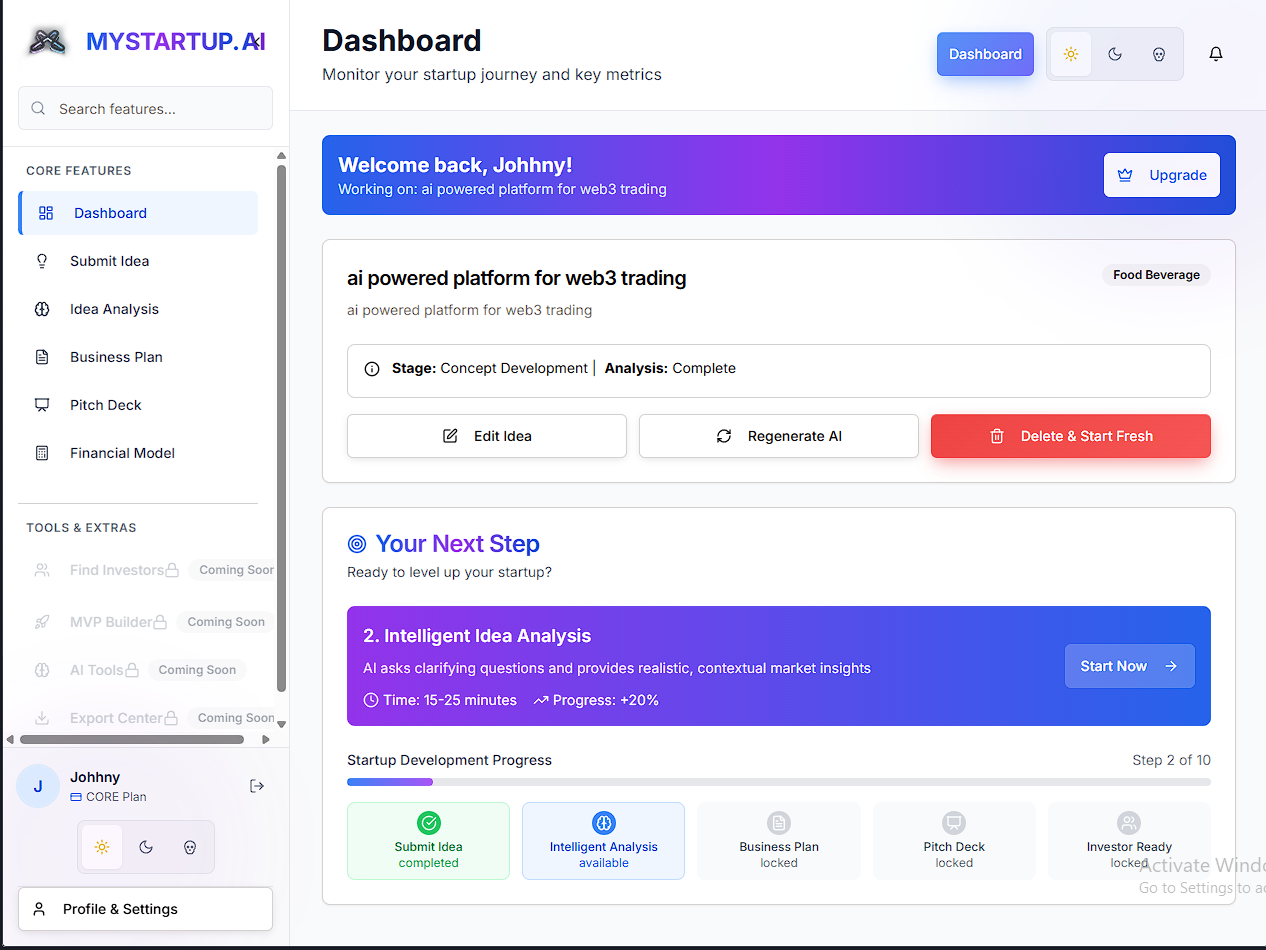 MYSTARTUP.AI
Search features...
CORE FEATURES
Dashboard
Submit Idea
Idea Analysis
Business Plan
Pitch Deck
Financial Model
TOOLS & EXTRAS
Find Investors Coming Soon
MVP Builder Coming Soon
AI Tools Coming Soon
Export Center Coming Soon
J
Johhny
CORE Plan
Profile & Settings
Dashboard
Monitor your startup journey and key metrics
Dashboard
Welcome back, Johhny!
Working on: ai powered platform for web3 trading
Upgrade
ai powered platform for web3 trading
Food Beverage
ai powered platform for web3 trading
Stage: Concept Development | Analysis: Complete
Edit Idea
Regenerate AI
Delete & Start Fresh
Your Next Step
Ready to level up your startup?
2. Intelligent Idea Analysis
AI asks clarifying questions and provides realistic, contextual market insights
Time: 15-25 minutes Progress: +20%
Start Now
Startup Development Progress
Step 2 of 10
Submit Idea
completed
Intelligent Analysis
available
Business Plan
locked
Pitch Deck
locked
Investor Ready
locked
Activate Windo
Go to Settings to ac